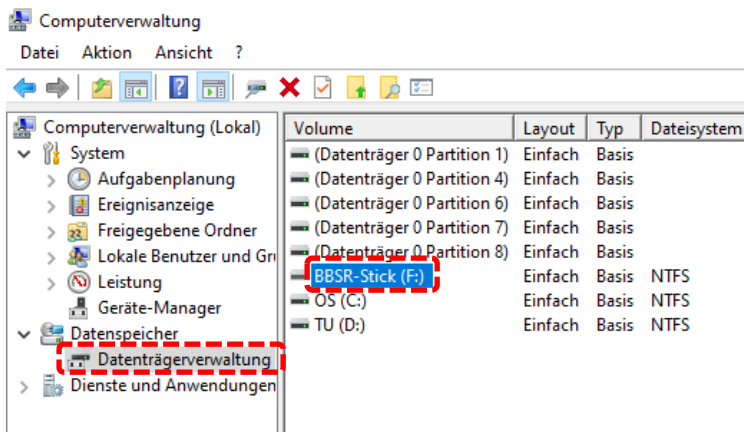 Computerverwaltung
Datei Aktion Ansicht ?
Computerverwaltung (Lokal)
System
Aufgabenplanung
Ereignisanzeige
Freigegebene Ordner
Lokale Benutzer und Gru
Leistung
Geräte-Manager
Datenspeicher
Datenträgerverwaltung
Dienste und Anwendungen
Volume Layout Typ Dateisystem
(Datenträger 0 Partition 1) Einfach Basis
(Datenträger 0 Partition 4) Einfach Basis
(Datenträger 0 Partition 6) Einfach Basis
(Datenträger 0 Partition 7) Einfach Basis
(Datenträger 0 Partition 8) Einfach Basis
BBSR-Stick (F:) Einfach Basis NTFS
OS (C:) Einfach Basis NTFS
TU (D:) Einfach Basis NTFS